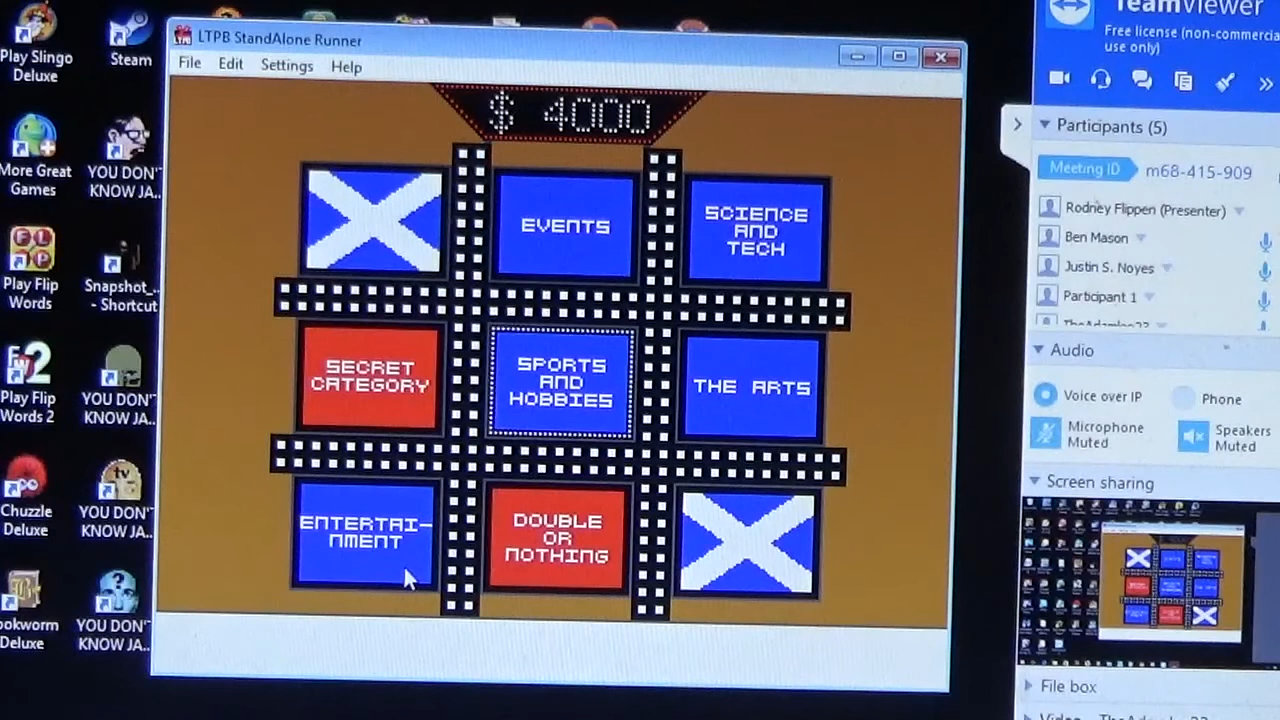 TeamViewer
Free license (non-commercia
use only)
LTPB StandAlone Runner
File Edit Settings Help
Play Slingo
Deluxe
Steam
More Great
Games
YOU DON'T
KNOW JA..
Play Flip
Words
Snapshot_...
- Shortcut
Play Flip
Words 2
YOU DON'T
KNOW JA..
Chuzzle
Deluxe
YOU DON'T
KNOW JA..
ookworm
Deluxe
YOU DON'T
KNOW JA..
$ 4000
EVENTS
SCIENCE
AND
TECH
SECRET
CATEGORY
SPORTS
AND
HOBBIES
THE ARTS
ENTERTAI-
NMENT
DOUBLE
OR
NOTHING
Participants (5)
Meeting ID m68-415-909
Rodney Flippen (Presenter)
Ben Mason
Justin S. Noyes
Participant 1
Audio
Voice over IP
Phone
Microphone
Muted
Speakers
Muted
Screen sharing
File box